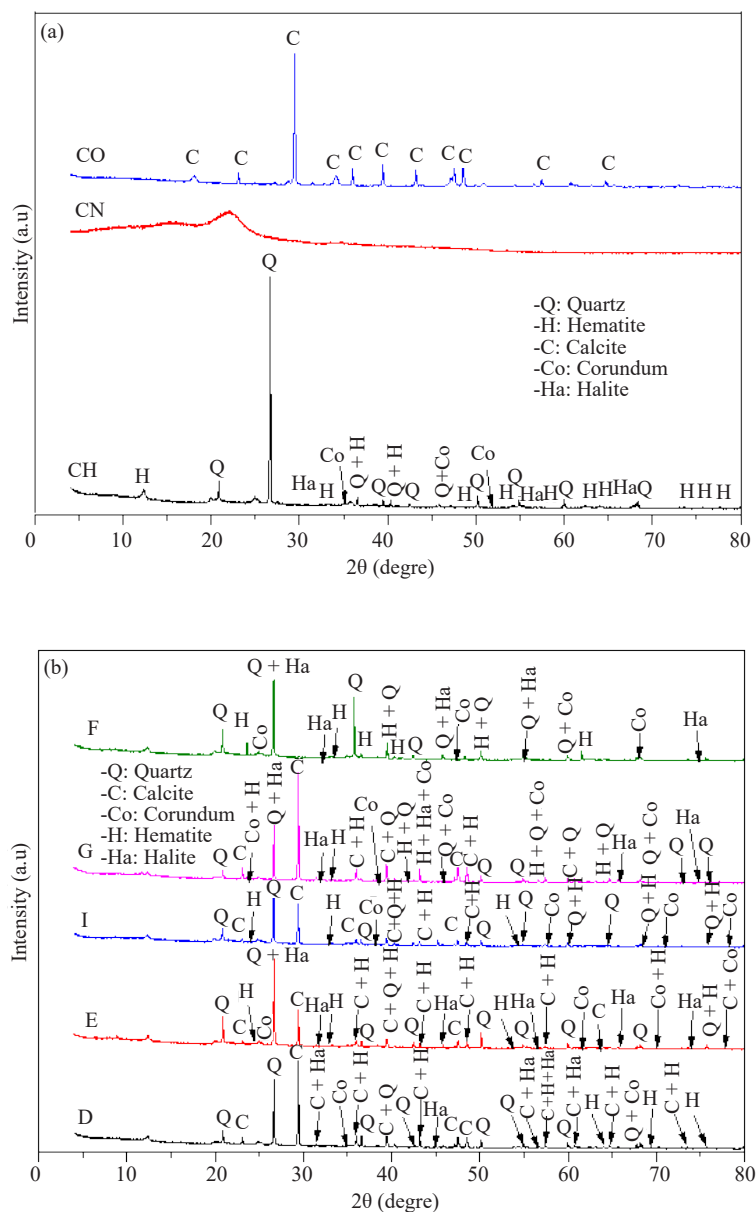 (a)
C
CO
C
C
C
C
C
C
C
C
C
C
CN
Q
Intensity (a.u)
-Q: Quartz
-H: Hematite
-C: Calcite
-Co: Corundum
-Ha: Halite
CH
H
Q
Ha
H
Co
Q + H
Q
Q + H
Q
Q+Co
H
Q
Co
H
Q
Ha
H
Q
H
H
Ha
Q
H
H
H
0
10
20
30
40
50
60
70
80
2θ (degre)
(b)
Q + Ha
F
Q
H
Co
Ha
H
Q
H
H + Q
H
Q
Q + Ha
Co
H + Q
Q + Ha
Q + Co
H
Co
Ha
-Q: Quartz
-C: Calcite
-Co: Corundum
-H: Hematite
-Ha: Halite
G
Q
C
Co + H
Q + Ha
C
Ha
H
C + H
Co
C + Q
H + Q
H + Ha + Co
Q + Co
C
C + H
Q
Q
H + Q + Co
C + Q
H + Q
Ha
Q + Co
Q
Ha
Q
I
Q
C
H
Q
C
H
C
Q
Co
C+Q+H
C + H
C
C+H
Q
H
Q
Co
Q + H
Q
Q+H
Co
Q + H
Co
Q + Ha
E
Q
C
H
Co
C
Ha
H
C + H
Q
C + Q + H
Q
C + H
Ha
C
C + H
Q
H
Ha
Q
C + H
Q
Co
C
Ha
Q
Co + H
Ha
Q + H
C + Co
D
Q
C
Q
C
C + Ha
Co
C + H
Q
C + Q
Q
C + H
Ha
C
C
Q
Q
C + Ha
C+H+Ha
Q
C + Ha
H
C + H
Q + Co
H
C + H
H
Intensity (a.u)
0
10
20
30
40
50
60
70
80
2θ (degre)